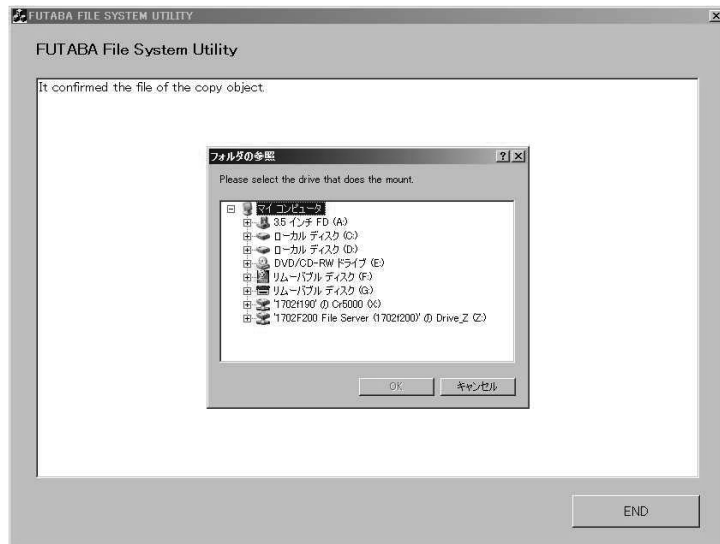 FUTABA FILE SYSTEM UTILITY
FUTABA File System Utility
It confirmed the file of the copy object.
フォルダの参照
Please select the drive that does the mount.
マイ コンピュータ
3.5 インチ FD (A:)
ローカル ディスク (C:)
ローカル ディスク (D:)
DVD/CD-RW ドライブ (E:)
リムーバブル ディスク (F:)
リムーバブル ディスク (G:)
'1702f190' の Cr5000 (X:)
'1702F200 File Server (1702f200)' の Drive_Z (Z:)
OK
キャンセル
END